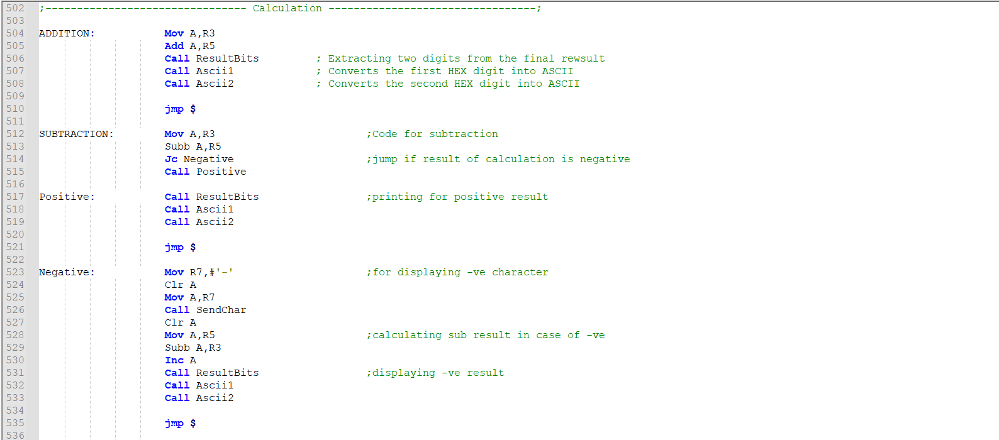 502 ;-------------------------------- Calculation ---------------------------------;
503
504 ADDITION: Mov A,R3
505 Add A,R5
506 Call ResultBits ; Extracting two digits from the final rewsult
507 Call Ascii1 ; Converts the first HEX digit into ASCII
508 Call Ascii2 ; Converts the second HEX digit into ASCII
509
510 jmp $
511
512 SUBTRACTION: Mov A,R3 ;Code for subtraction
513 Subb A,R5
514 Jc Negative ;jump if result of calculation is negative
515 Call Positive
516
517 Positive: Call ResultBits ;printing for positive result
518 Call Ascii1
519 Call Ascii2
520
521 jmp $
522
523 Negative: Mov R7,#'-' ;for displaying -ve character
524 Clr A
525 Mov A,R7
526 Call SendChar
527 Clr A
528 Mov A,R5 ;calculating sub result in case of -ve
529 Subb A,R3
530 Inc A
531 Call ResultBits ;displaying -ve result
532 Call Ascii1
533 Call Ascii2
534
535 jmp $
536